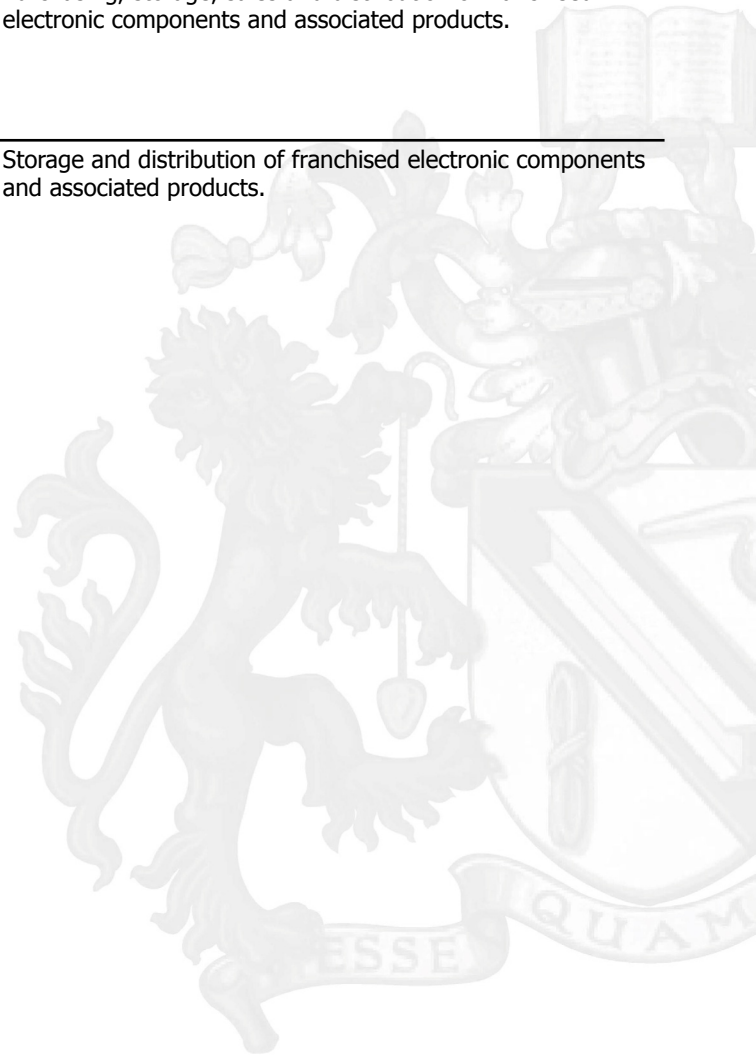 electronic components and associated products.
Storage and distribution of franchised electronic components
and associated products.
ESSE QUAM